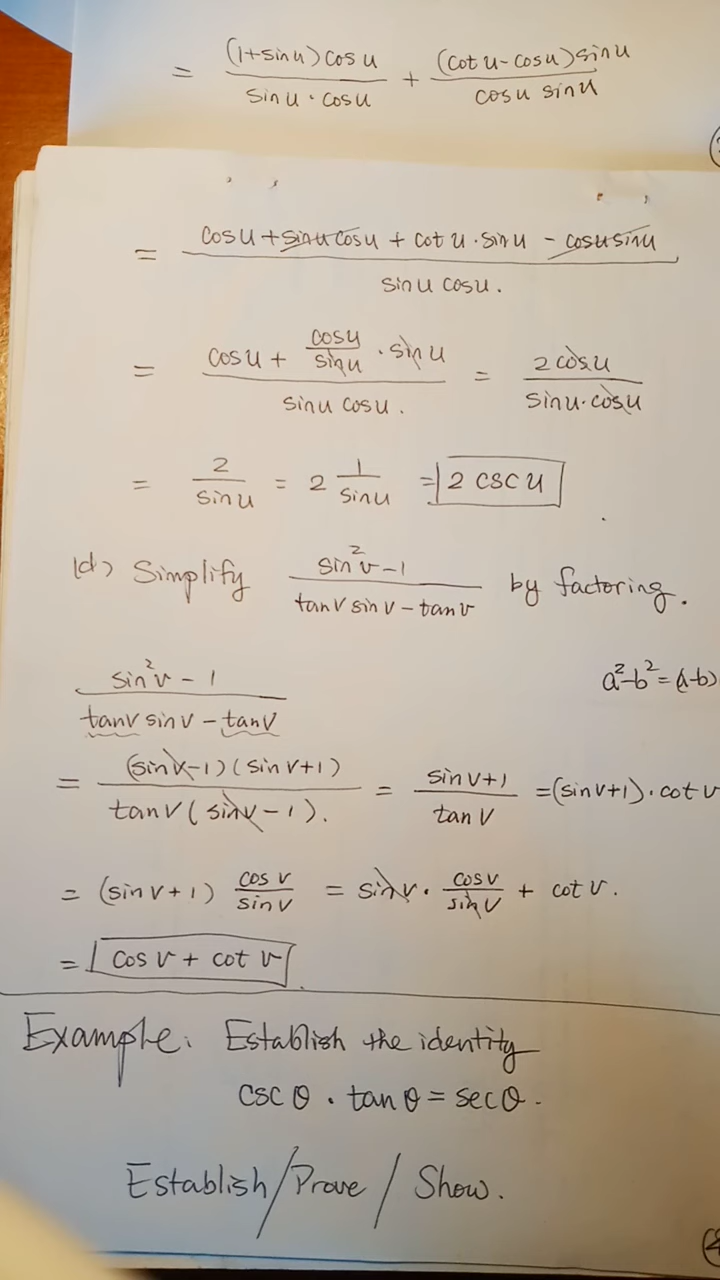 = (1+sin u) cos u / sin u · cos u + (cot u - cos u) sin u / cos u sin u
= cos u + sin u cos u + cot u · sin u - cos u sin u / sin u cos u.
= cos u + cos u / sin u · sin u / sin u cos u. = 2 cos u / sin u · cos u
= 2 / sin u = 2 1 / sin u = 2 csc u
(d) Simplify sin²v - 1 / tan v sin v - tan v by factoring.
a² - b² = (a-b)
sin²v - 1 / tan v sin v - tan v
= (sin v - 1)(sin v + 1) / tan v (sin v - 1). = sin v + 1 / tan v = (sin v + 1) · cot v
= (sin v + 1) cos v / sin v = sin v · cos v / sin v + cot v.
= cos v + cot v
Example: Establish the identity
csc θ · tan θ = sec θ.
Establish / Prove / Show.